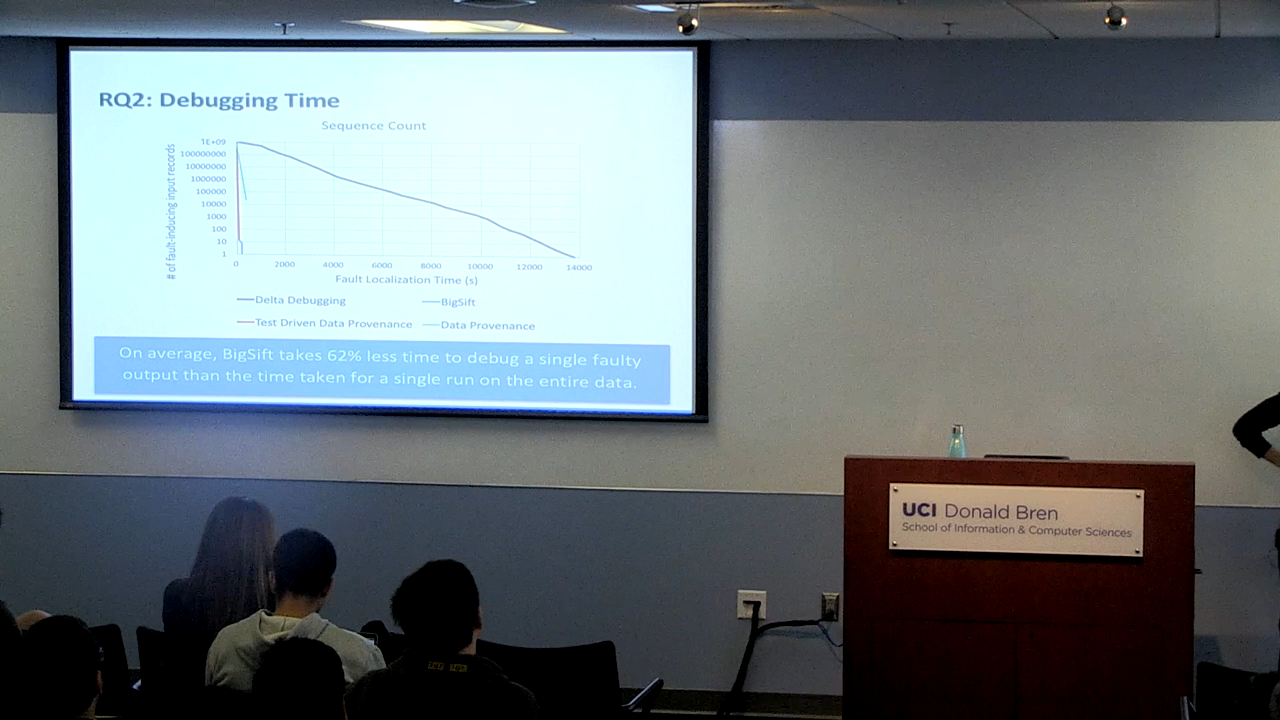 RQ2: Debugging Time
Sequence Count
# of fault-inducing input records
1E+09
100000000
10000000
1000000
100000
10000
1000
100
10
1
0 2000 4000 6000 8000 10000 12000 14000
Fault Localization Time (s)
Delta Debugging BigSift
Test Driven Data Provenance Data Provenance
On average, BigSift takes 62% less time to debug a single faulty
output than the time taken for a single run on the entire data.
UCI Donald Bren
School of Information & Computer Sciences